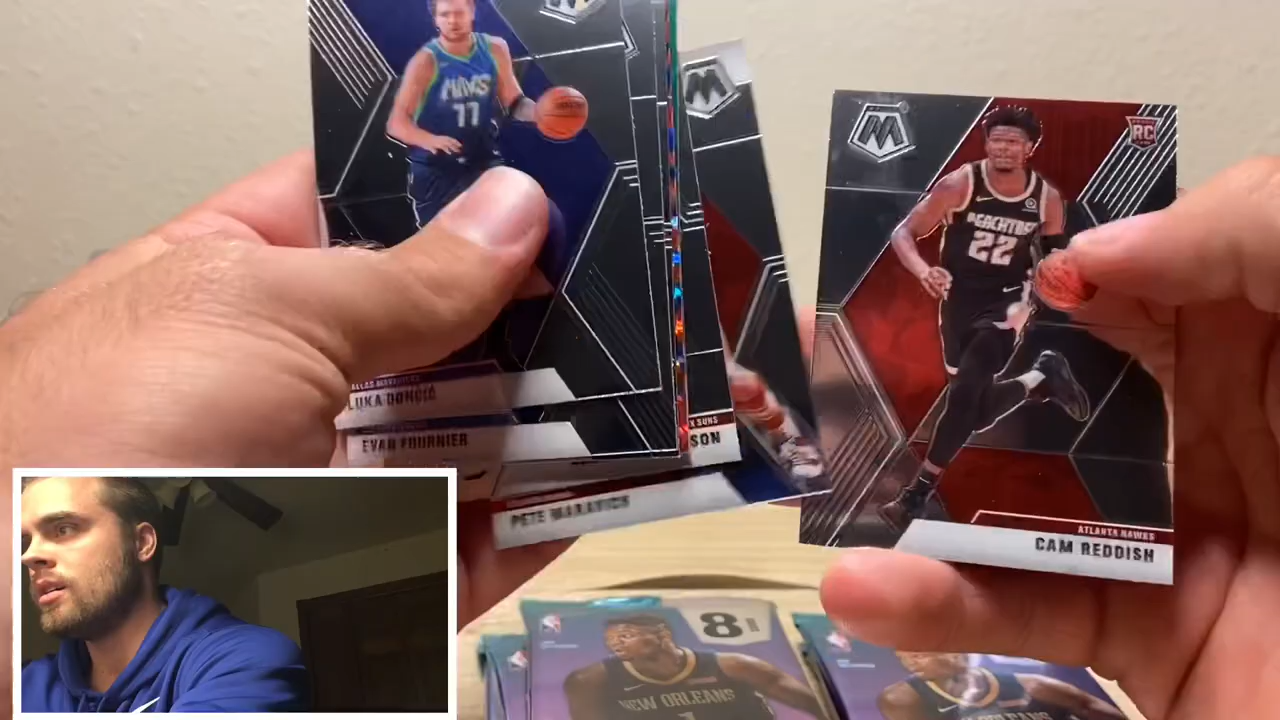 MAVS
77
DALLAS MAVERICKS
LUKA DONČIĆ
EVAN FOURNIER
X SUNS
SON
PETE MARAVICH
RC
PEACHTREE
22
ATLANTA HAWKS
CAM REDDISH
8
NEW ORLEANS
1